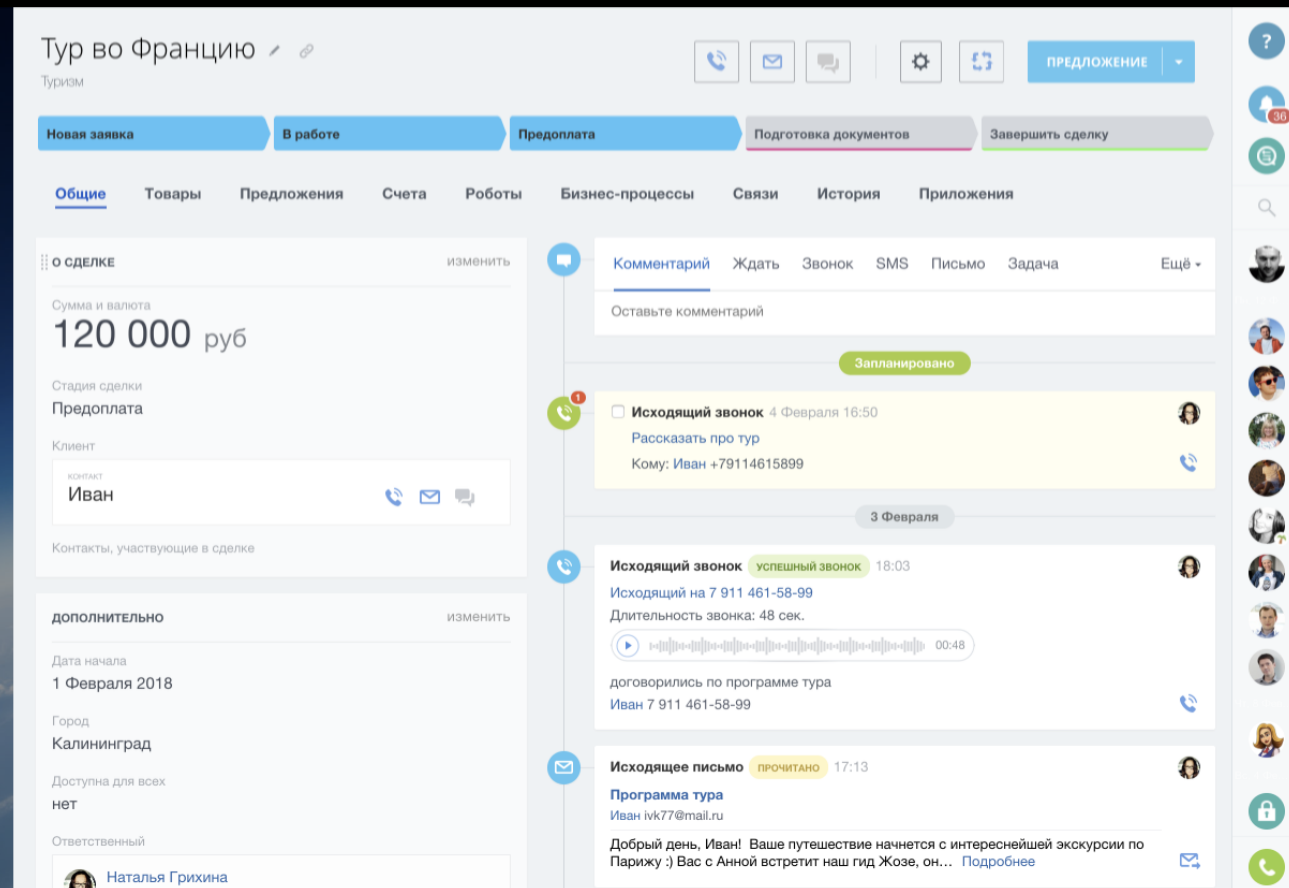 Тур во Францию
Туризм
ПРЕДЛОЖЕНИЕ
?
36
Новая заявка
В работе
Предоплата
Подготовка документов
Завершить сделку
Общие
Товары
Предложения
Счета
Роботы
Бизнес-процессы
Связи
История
Приложения
О СДЕЛКЕ
изменить
Сумма и валюта
120 000 руб
Стадия сделки
Предоплата
Клиент
КОНТАКТ
Иван
Контакты, участвующие в сделке
ДОПОЛНИТЕЛЬНО
изменить
Дата начала
1 Февраля 2018
Город
Калининград
Доступна для всех
нет
Ответственный
Наталья Грихина
Комментарий
Ждать
Звонок
SMS
Письмо
Задача
Ещё
Оставьте комментарий
Запланировано
1
Исходящий звонок 4 Февраля 16:50
Рассказать про тур
Кому: Иван +79114615899
3 Февраля
Исходящий звонок УСПЕШНЫЙ ЗВОНОК 18:03
Исходящий на 7 911 461-58-99
Длительность звонка: 48 сек.
00:48
договорились по программе тура
Иван 7 911 461-58-99
Исходящее письмо ПРОЧИТАНО 17:13
Программа тура
Иван ivk77@mail.ru
Добрый день, Иван! Ваше путешествие начнется с интереснейшей экскурсии по
Парижу :) Вас с Анной встретит наш гид Жозе, он... Подробнее